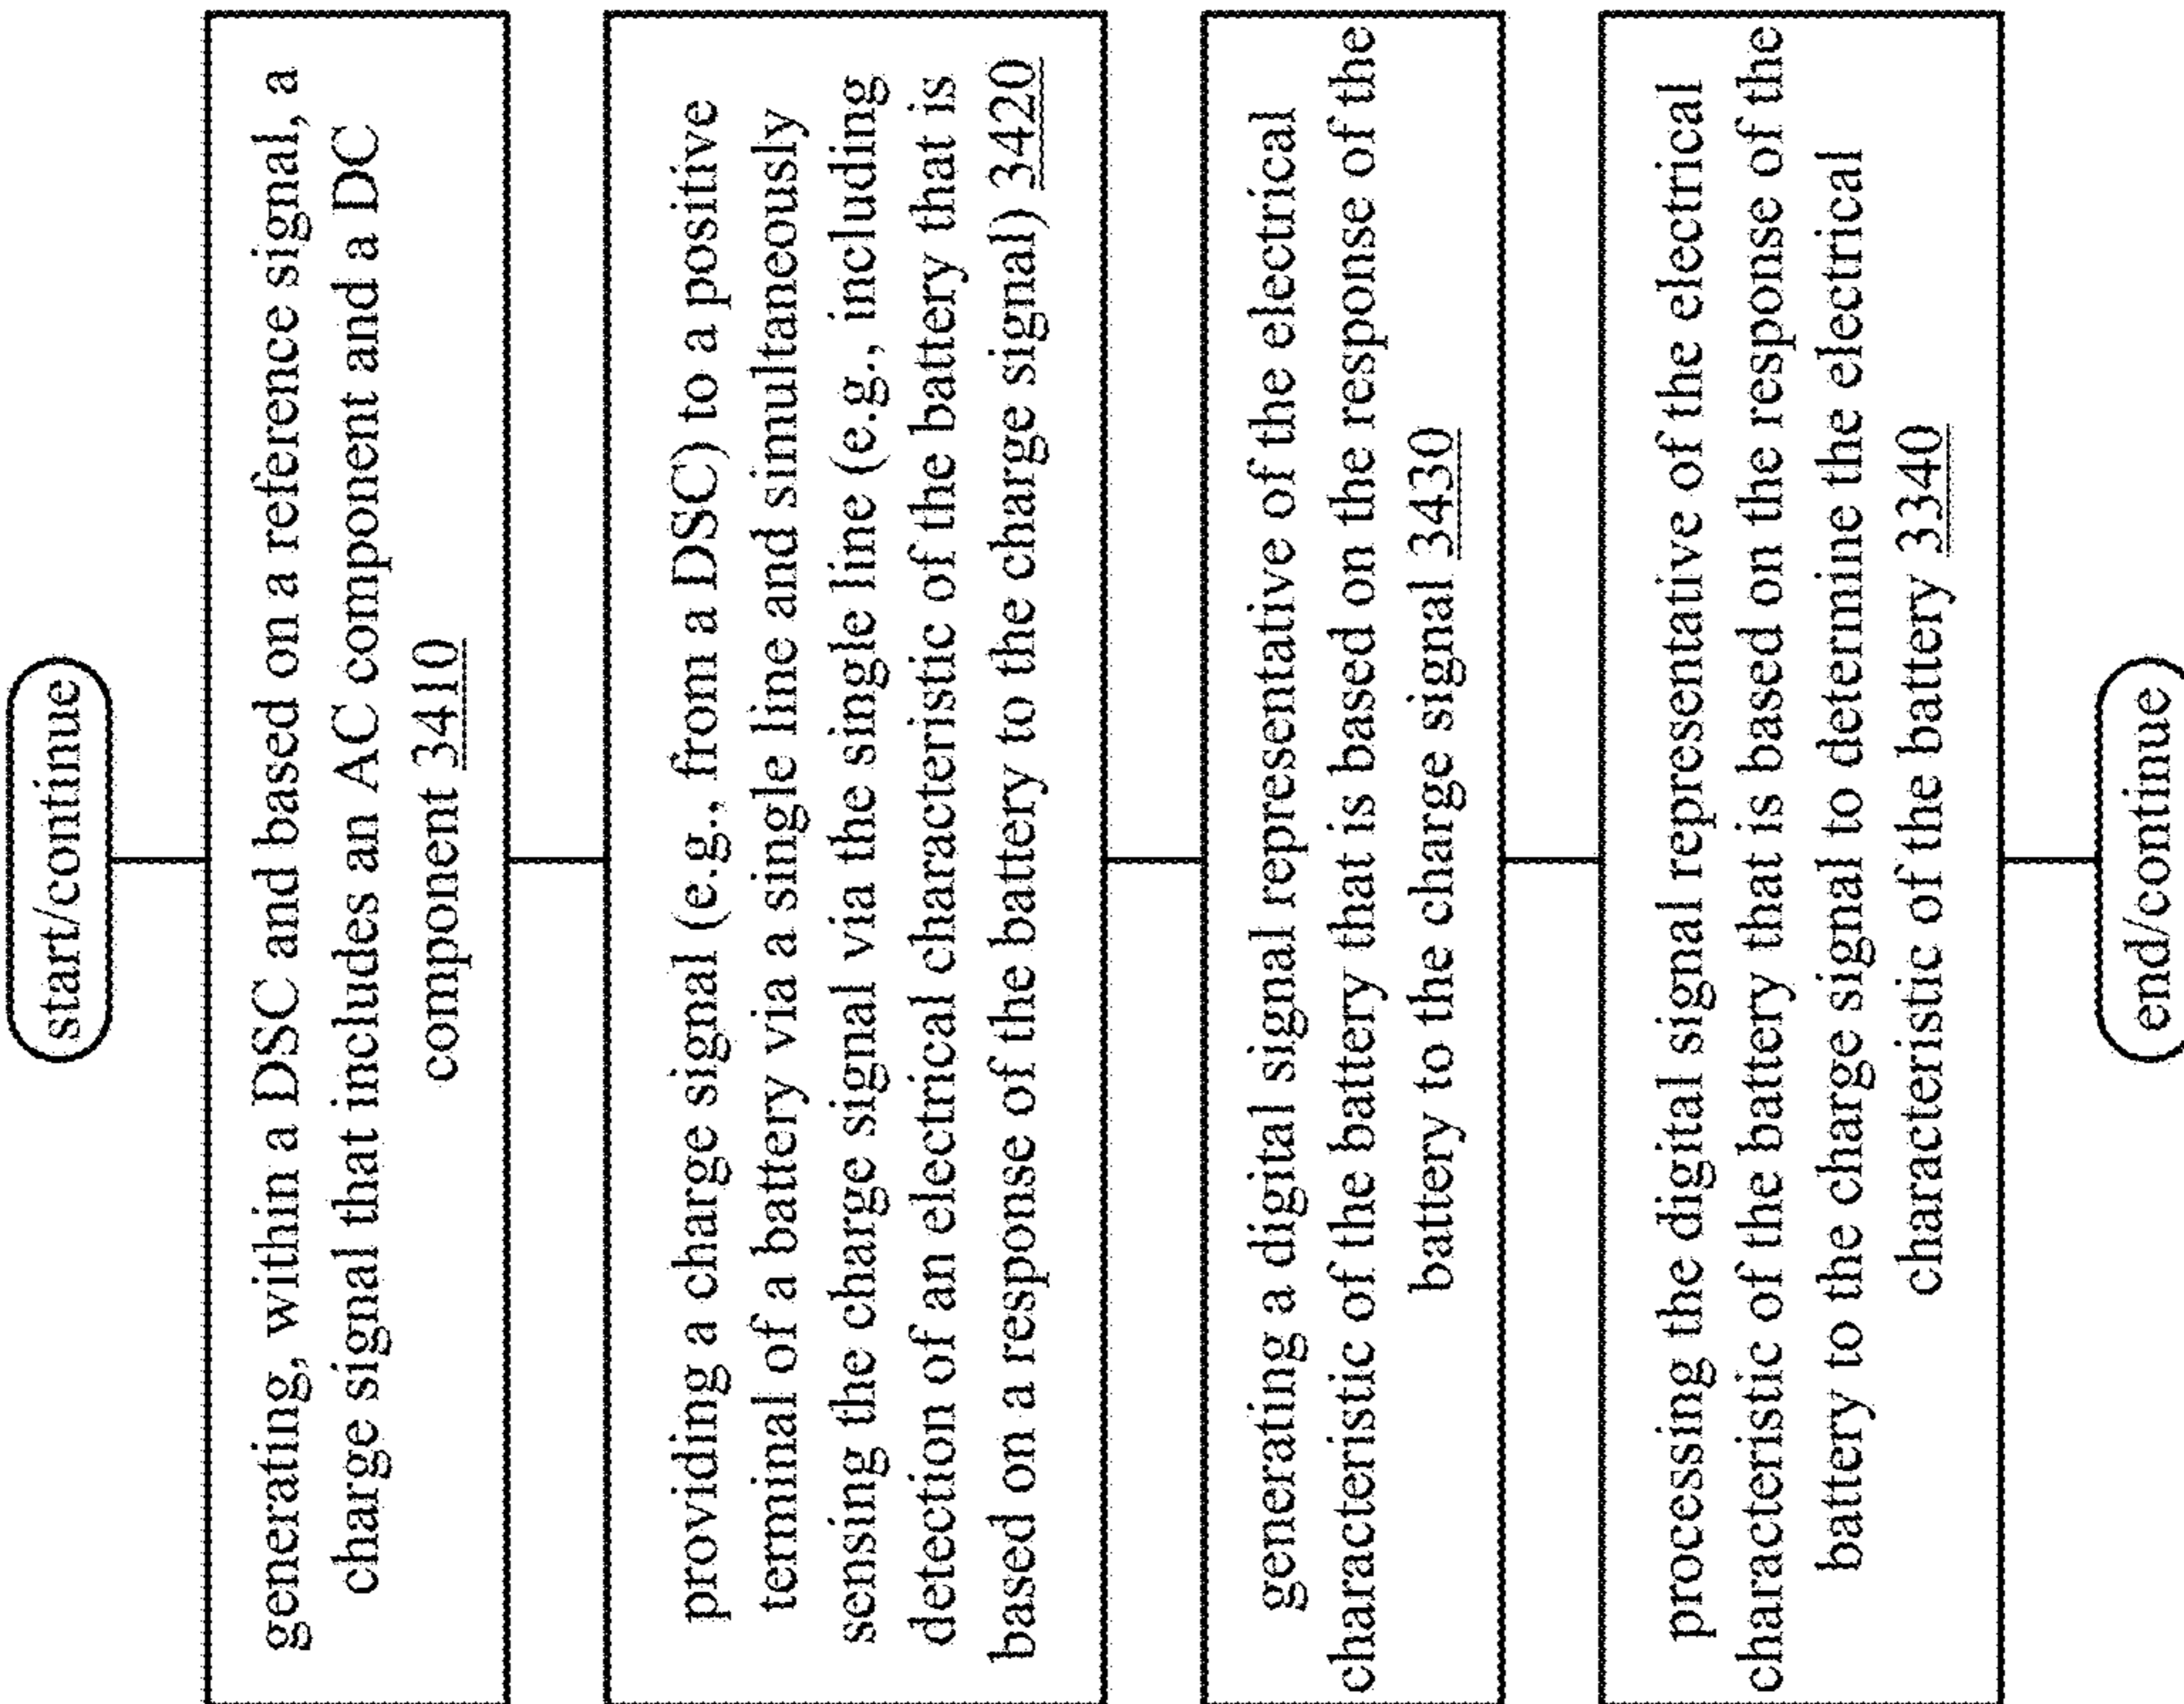 start/continue
generating, within a DSC and based on a reference signal, a
charge signal that includes an AC component and a DC
component 3410
providing a charge signal (e.g., from a DSC) to a positive
terminal of a battery via a single line and simultaneously
sensing the charge signal via the single line (e.g., including
detection of an electrical characteristic of the battery that is
based on a response of the battery to the charge signal) 3420
generating a digital signal representative of the electrical
characteristic of the battery that is based on the response of the
battery to the charge signal 3430
processing the digital signal representative of the electrical
characteristic of the battery that is based on the response of the
battery to the charge signal to determine the electrical
characteristic of the battery 3340
end/continue